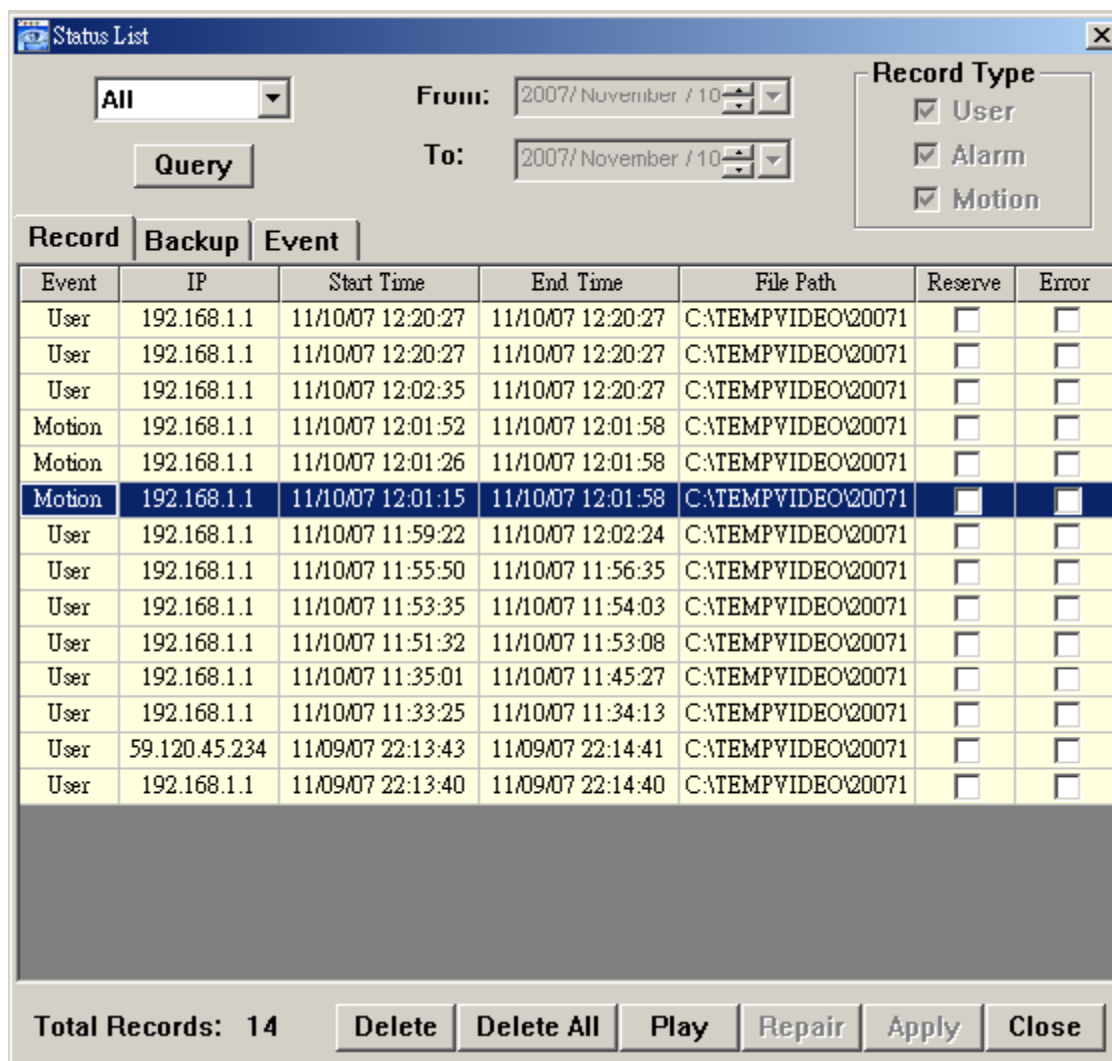 Status List
All
From: 2007/ November / 10
Record Type
User
Query
To: 2007/ November / 10
Alarm
Motion
Record Backup Event
Event IP Start Time End Time File Path Reserve Error
User 192.168.1.1 11/10/07 12:20:27 11/10/07 12:20:27 C:\TEMPVIDEO\20071
User 192.168.1.1 11/10/07 12:20:27 11/10/07 12:20:27 C:\TEMPVIDEO\20071
User 192.168.1.1 11/10/07 12:02:35 11/10/07 12:20:27 C:\TEMPVIDEO\20071
Motion 192.168.1.1 11/10/07 12:01:52 11/10/07 12:01:58 C:\TEMPVIDEO\20071
Motion 192.168.1.1 11/10/07 12:01:26 11/10/07 12:01:58 C:\TEMPVIDEO\20071
Motion 192.168.1.1 11/10/07 12:01:15 11/10/07 12:01:58 C:\TEMPVIDEO\20071
User 192.168.1.1 11/10/07 11:59:22 11/10/07 12:02:24 C:\TEMPVIDEO\20071
User 192.168.1.1 11/10/07 11:55:50 11/10/07 11:56:35 C:\TEMPVIDEO\20071
User 192.168.1.1 11/10/07 11:53:35 11/10/07 11:54:03 C:\TEMPVIDEO\20071
User 192.168.1.1 11/10/07 11:51:32 11/10/07 11:53:08 C:\TEMPVIDEO\20071
User 192.168.1.1 11/10/07 11:35:01 11/10/07 11:45:27 C:\TEMPVIDEO\20071
User 192.168.1.1 11/10/07 11:33:25 11/10/07 11:34:13 C:\TEMPVIDEO\20071
User 59.120.45.234 11/09/07 22:13:43 11/09/07 22:14:41 C:\TEMPVIDEO\20071
User 192.168.1.1 11/09/07 22:13:40 11/09/07 22:14:40 C:\TEMPVIDEO\20071
Total Records: 14 Delete Delete All Play Repair Apply Close